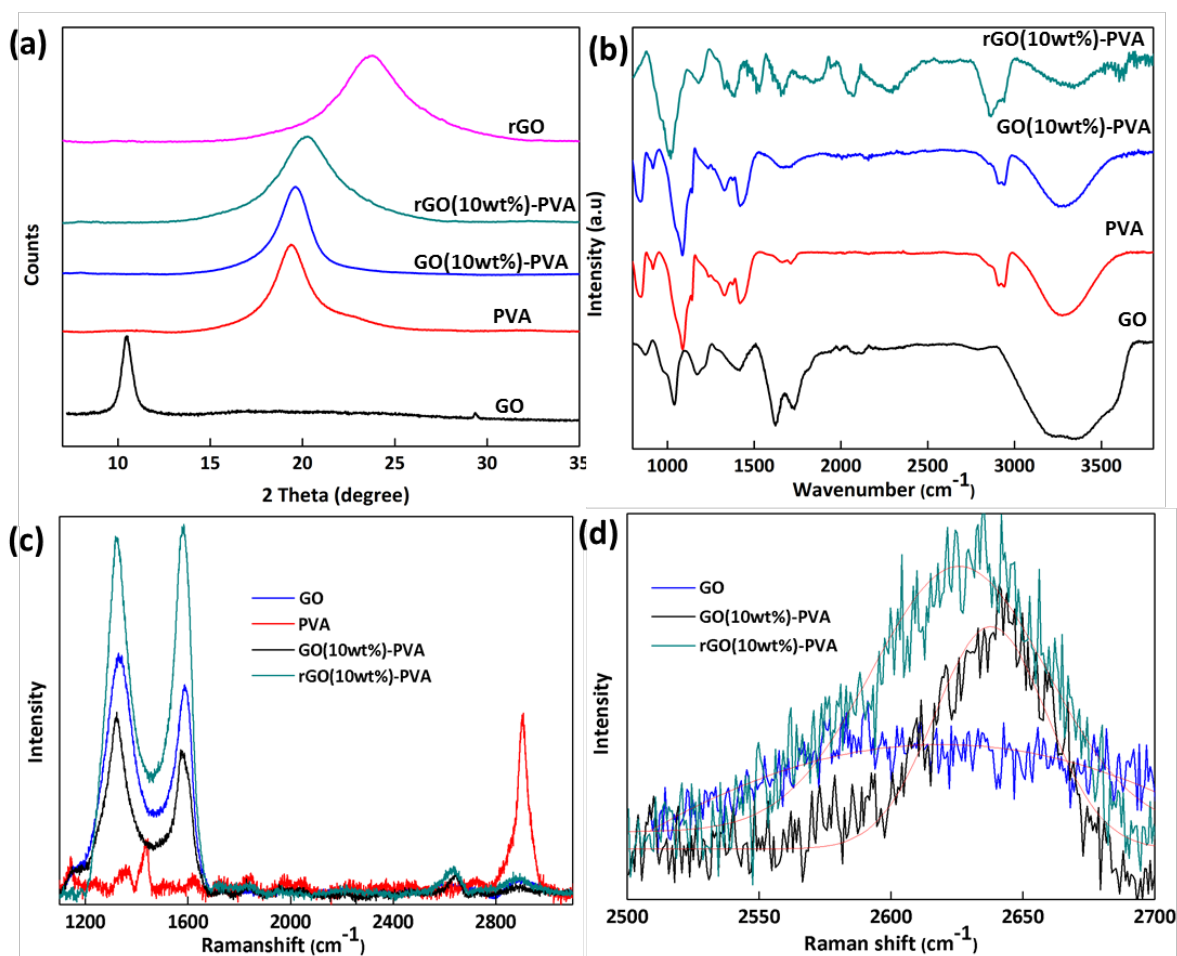 (a)
rGO
rGO(10wt%)-PVA
GO(10wt%)-PVA
PVA
GO
Counts
10 15 20 25 30 35
2 Theta (degree)
(b)
rGO(10wt%)-PVA
GO(10wt%)-PVA
PVA
GO
Intensity (a.u)
1000 1500 2000 2500 3000 3500
Wavenumber (cm-1)
(c)
GO
PVA
GO(10wt%)-PVA
rGO(10wt%)-PVA
Intensity
1200 1600 2000 2400 2800
Ramanshift (cm-1)
(d)
GO
GO(10wt%)-PVA
rGO(10wt%)-PVA
Intensity
2500 2550 2600 2650 2700
Raman shift (cm-1)